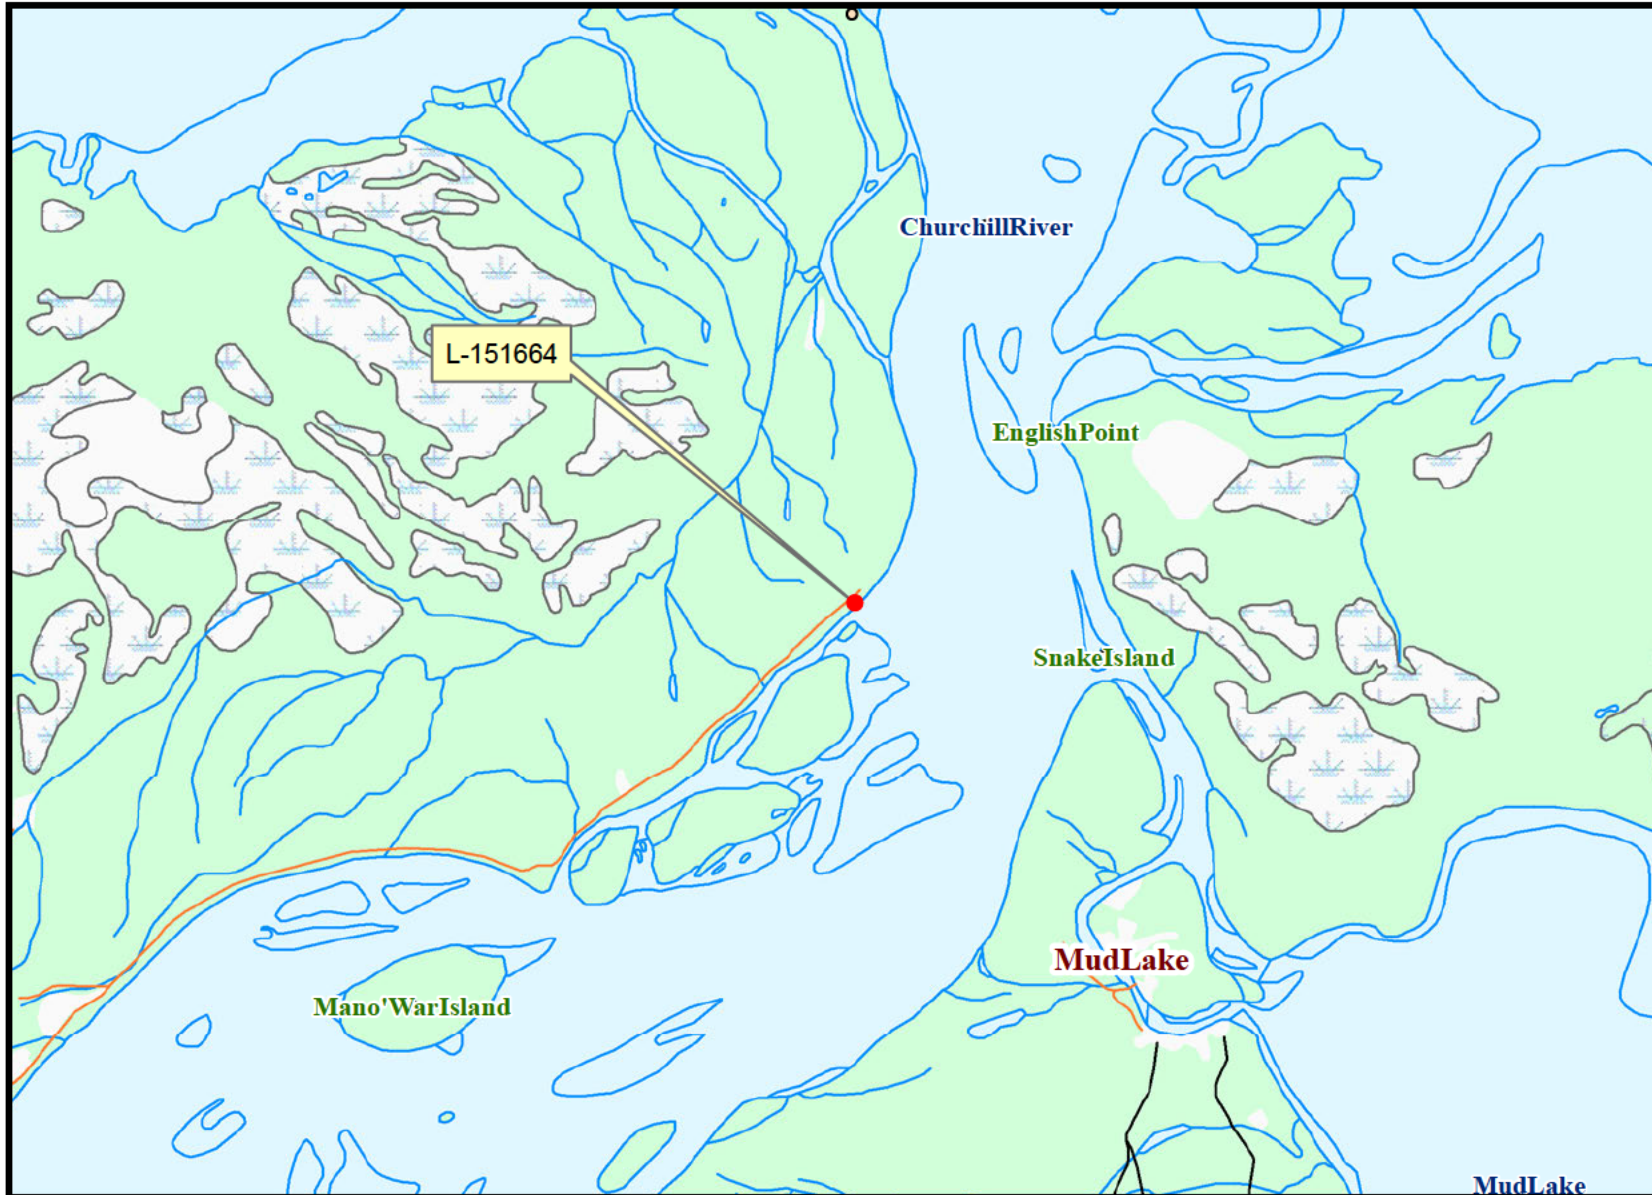 ChurchillRiver
L-151664
EnglishPoint
SnakeIsland
MudLake
Mano'WarIsland
MudLake